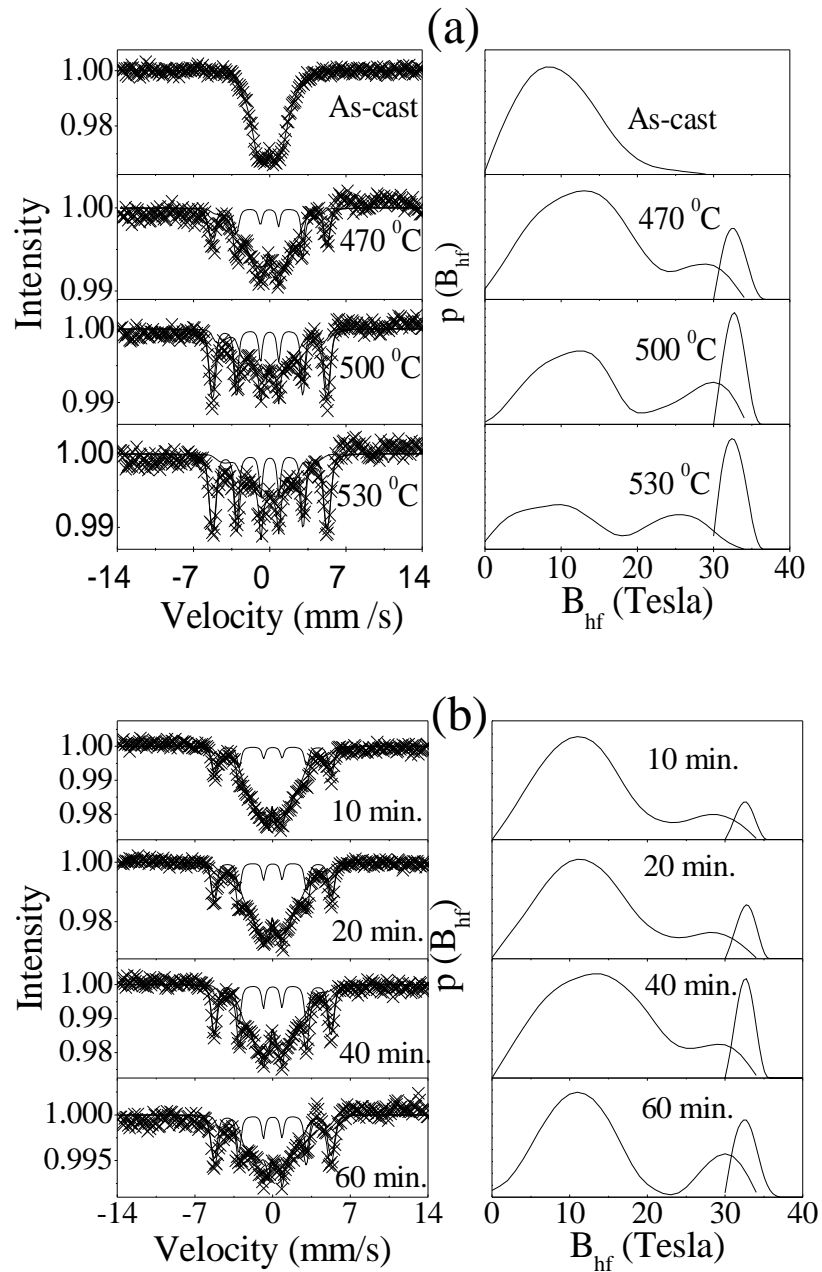 (a)
1.00
0.98
As-cast
As-cast
1.00
0.99
470 ⁰C
470 ⁰C
1.00
0.99
500 ⁰C
500 ⁰C
1.00
0.99
530 ⁰C
530 ⁰C
Intensity
p (B_hf)
-14 -7 0 7 14
0 10 20 30 40
Velocity (mm /s)
B_hf (Tesla)
(b)
1.00
0.99
0.98
10 min.
10 min.
1.00
0.98
20 min.
20 min.
1.00
0.99
0.98
40 min.
40 min.
1.000
0.995
60 min.
60 min.
Intensity
p (B_hf)
-14 -7 0 7 14
0 10 20 30 40
Velocity (mm/s)
B_hf (Tesla)